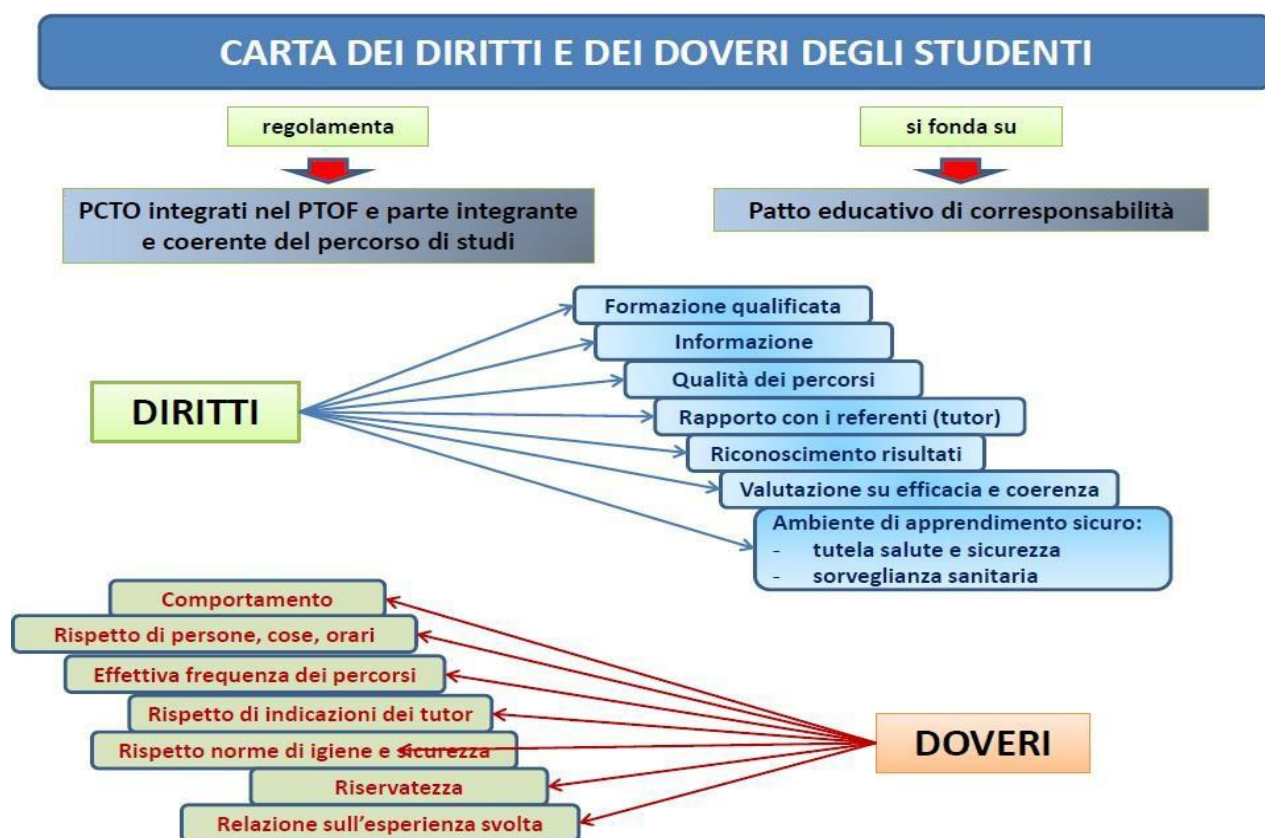 CARTA DEI DIRITTI E DEI DOVERI DEGLI STUDENTI
regolamenta
si fonda su
PCTO integrati nel PTOF e parte integrante
e coerente del percorso di studi
Patto educativo di corresponsabilità
Formazione qualificata
Informazione
Qualità dei percorsi
DIRITTI
Rapporto con i referenti (tutor)
Riconoscimento risultati
Valutazione su efficacia e coerenza
Ambiente di apprendimento sicuro:
- tutela salute e sicurezza
- sorveglianza sanitaria
Comportamento
Rispetto di persone, cose, orari
Effettiva frequenza dei percorsi
Rispetto di indicazioni dei tutor
DOVERI
Rispetto norme di igiene e sicurezza
Riservatezza
Relazione sull'esperienza svolta